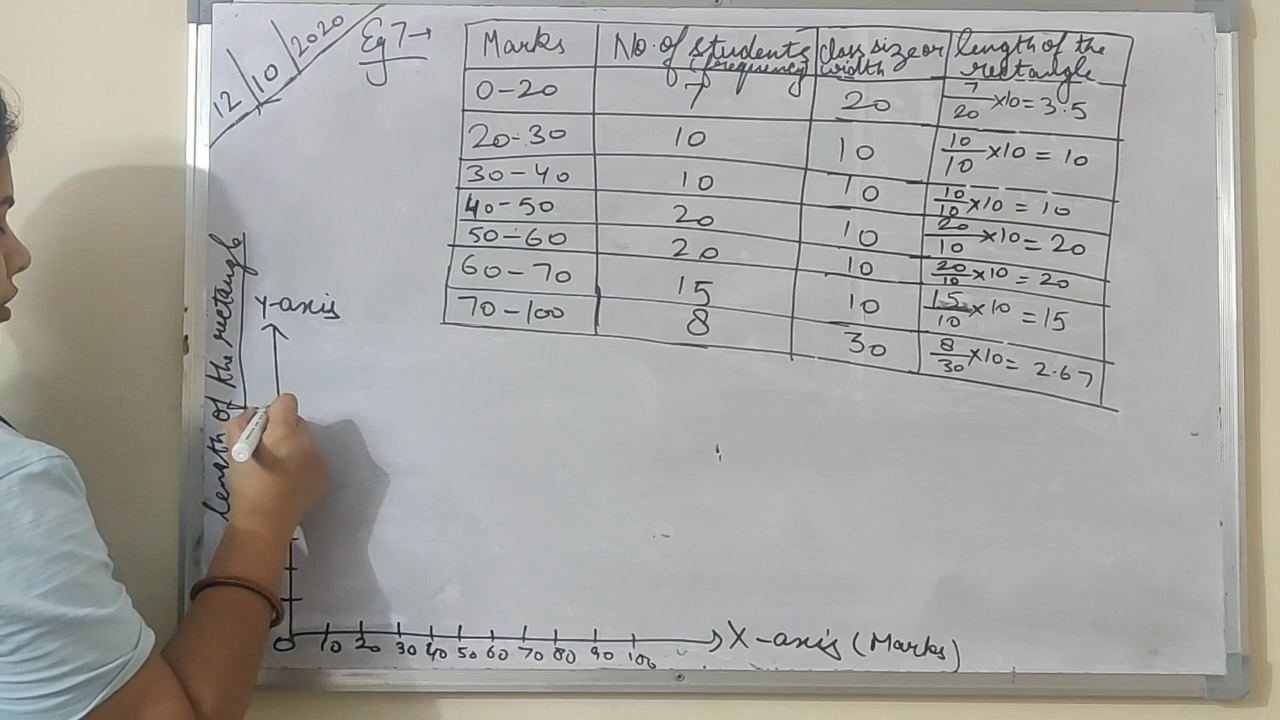 12/10/2020
Eg 7→
Marks No. of students (frequency) class size or width length of the rectangle
0-20 7 20 7/20 ×10 = 3.5
20-30 10 10 10/10 ×10 = 10
30-40 10 10 10/10 ×10 = 10
40-50 20 10 20/10 ×10 = 20
50-60 20 10 20/10 ×10 = 20
60-70 15 10 15/10 ×10 = 15
70-100 8 30 8/30 ×10 = 2.67
Y-axis
length of the rectangle
0 10 20 30 40 50 60 70 80 90 100
X-axis (Marks)